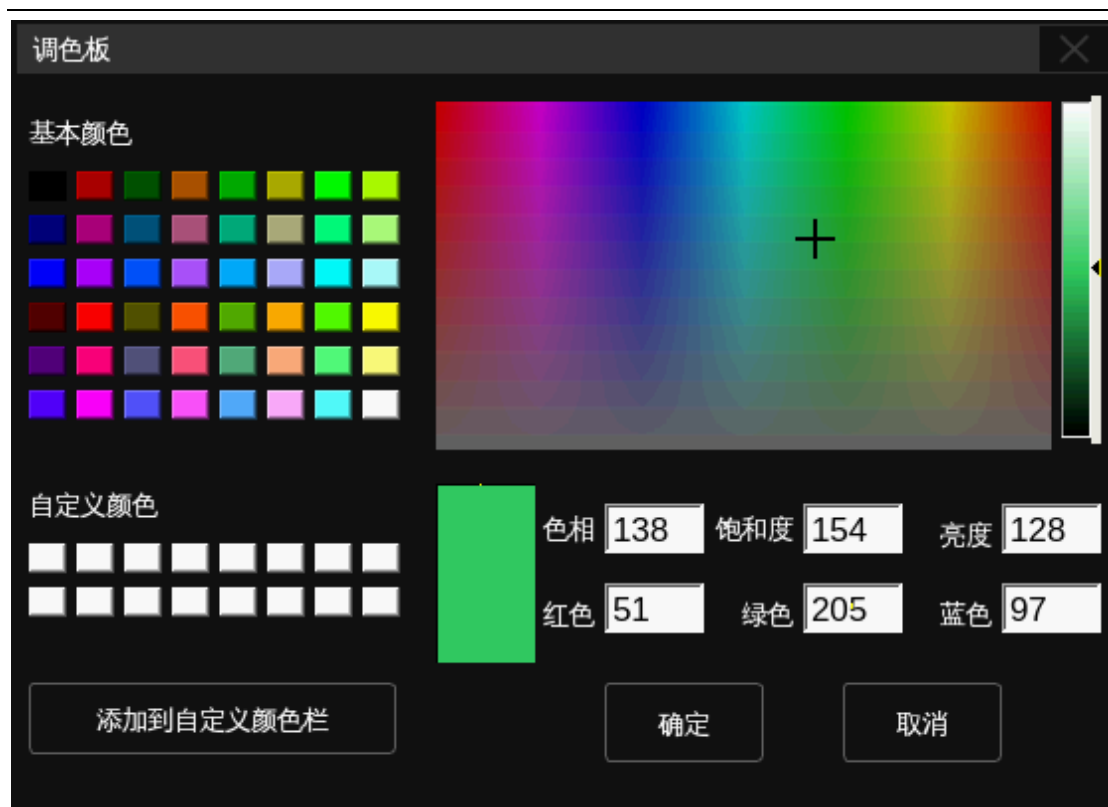 调色板
基本颜色
自定义颜色
色相 138 饱和度 154 亮度 128
红色 51 绿色 205 蓝色 97
添加到自定义颜色栏 确定 取消